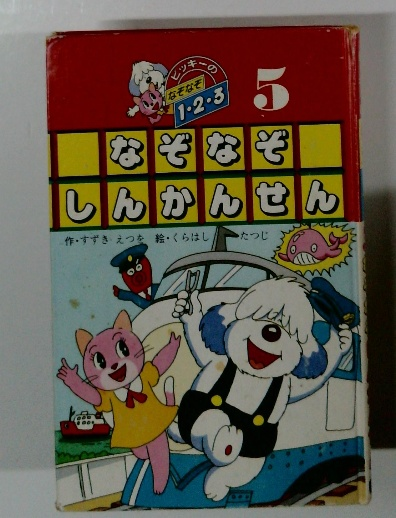 ピッキーの
なぞなぞ
1・2・3
5
なぞなぞ
しんかんせん
作・すずき えつを 絵・くらはし たつじ